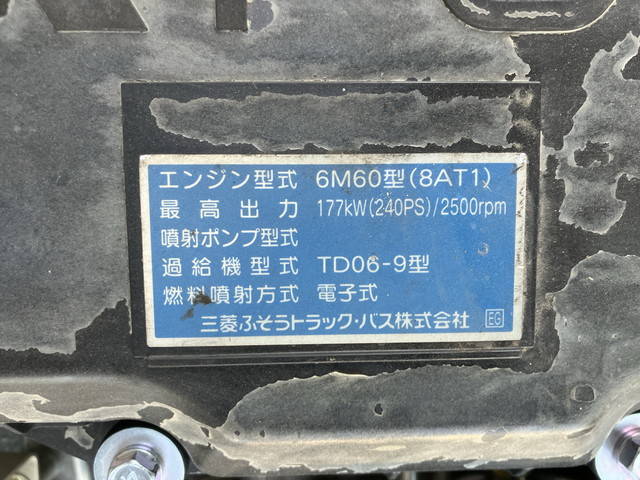 エンジン型式 6M60型(8AT1)
最高出力 177kW(240PS)/2500rpm
噴射ポンプ型式
過給機型式 TD06-9型
燃料噴射方式 電子式
三菱ふそうトラック・バス株式会社 EG